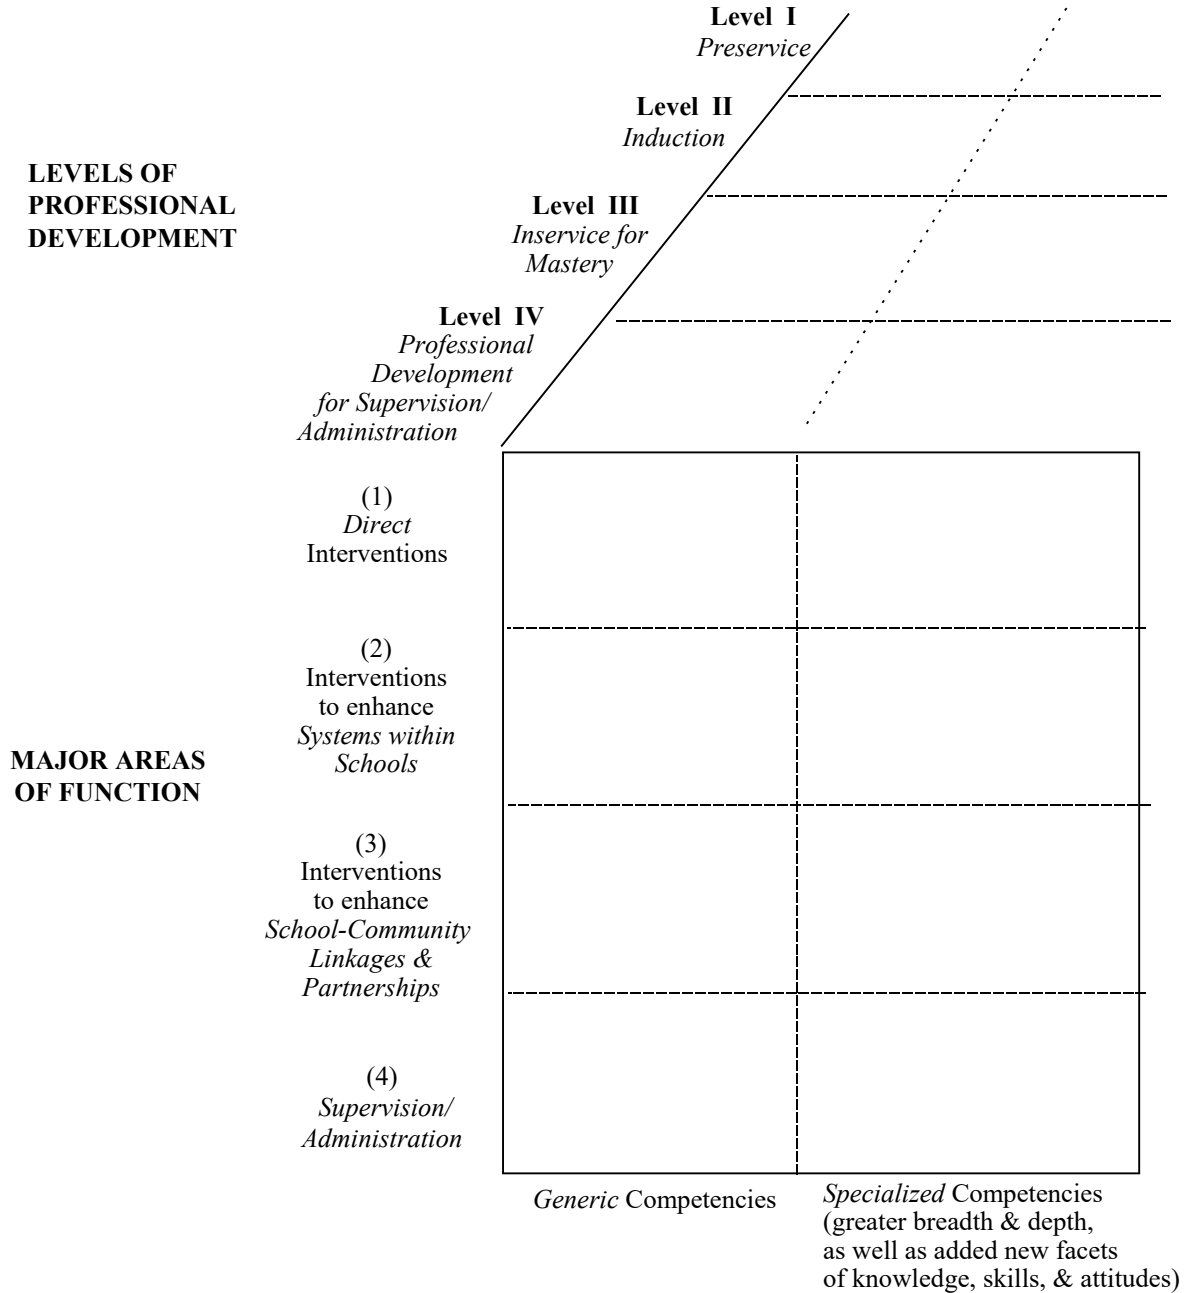 Level I
Preservice
Level II
Induction
LEVELS OF
PROFESSIONAL
DEVELOPMENT
Level III
Inservice for
Mastery
Level IV
Professional
Development
for Supervision/
Administration
(1)
Direct
Interventions
(2)
Interventions
to enhance
Systems within
Schools
MAJOR AREAS
OF FUNCTION
(3)
Interventions
to enhance
School-Community
Linkages &
Partnerships
(4)
Supervision/
Administration
Generic Competencies
Specialized Competencies
(greater breadth & depth,
as well as added new facets
of knowledge, skills, & attitudes)